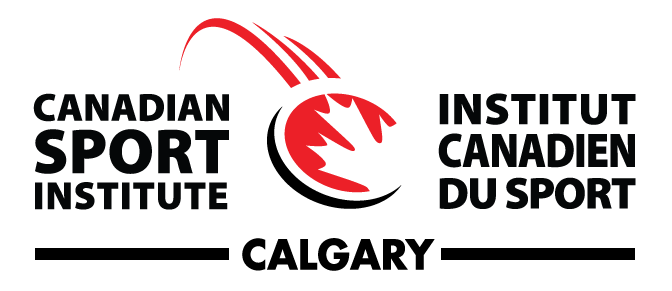 CANADIAN
SPORT
INSTITUTE
INSTITUT
CANADIEN
DU SPORT
CALGARY